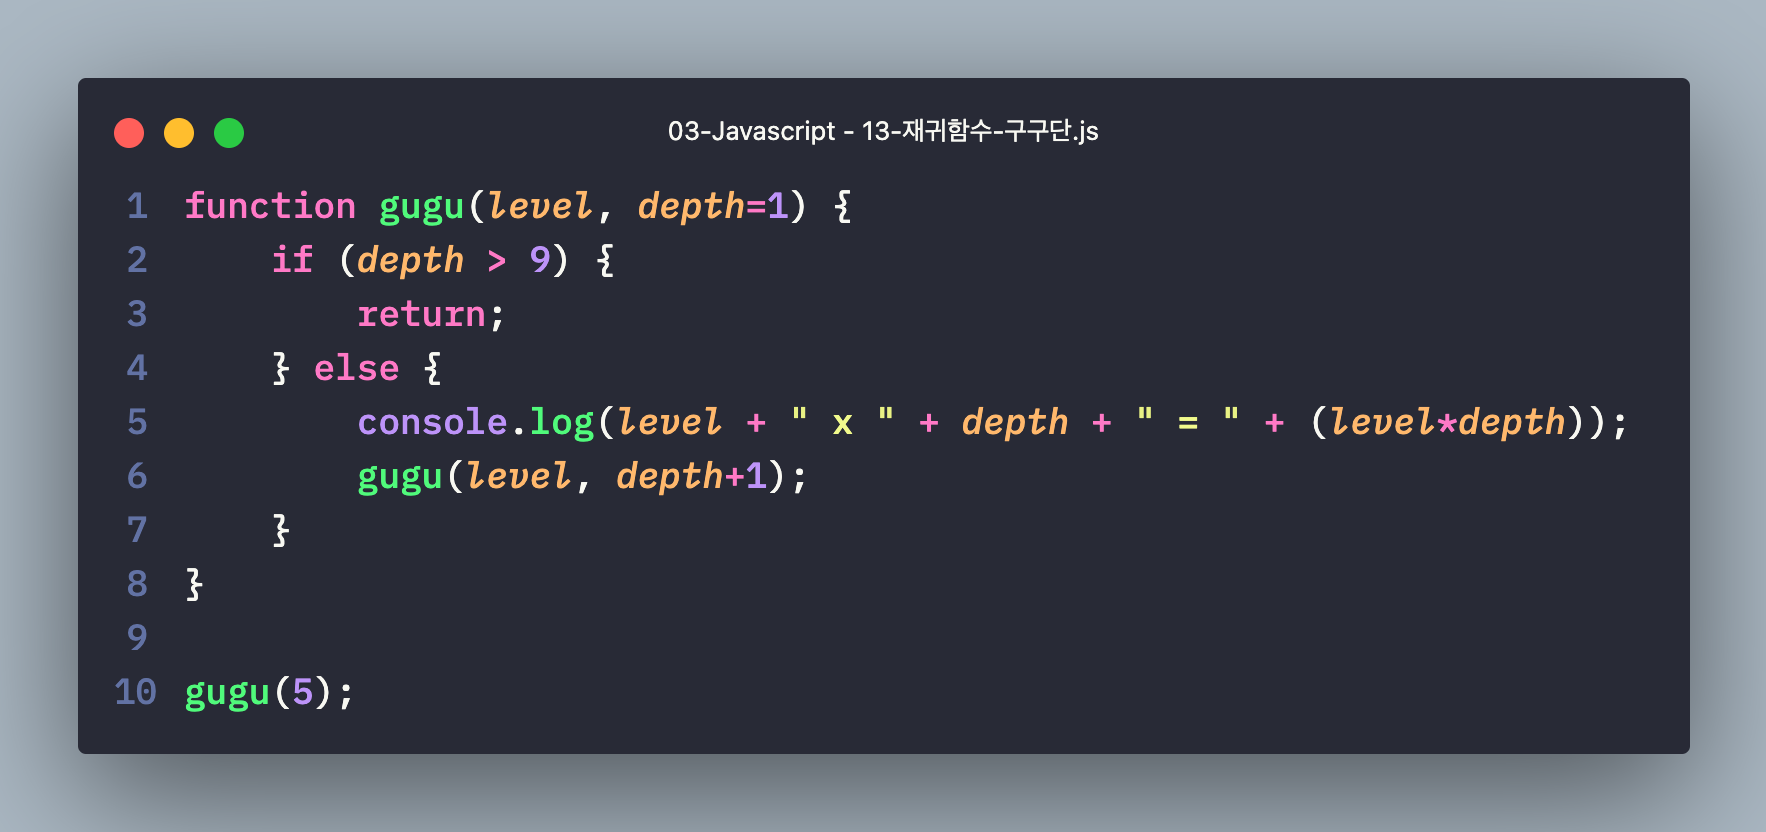 03-Javascript - 13-재귀함수-구구단.js
1 function gugu(level, depth=1) {
2     if (depth > 9) {
3         return;
4     } else {
5         console.log(level + " x " + depth + " = " + (level*depth));
6         gugu(level, depth+1);
7     }
8 }
9
10 gugu(5);